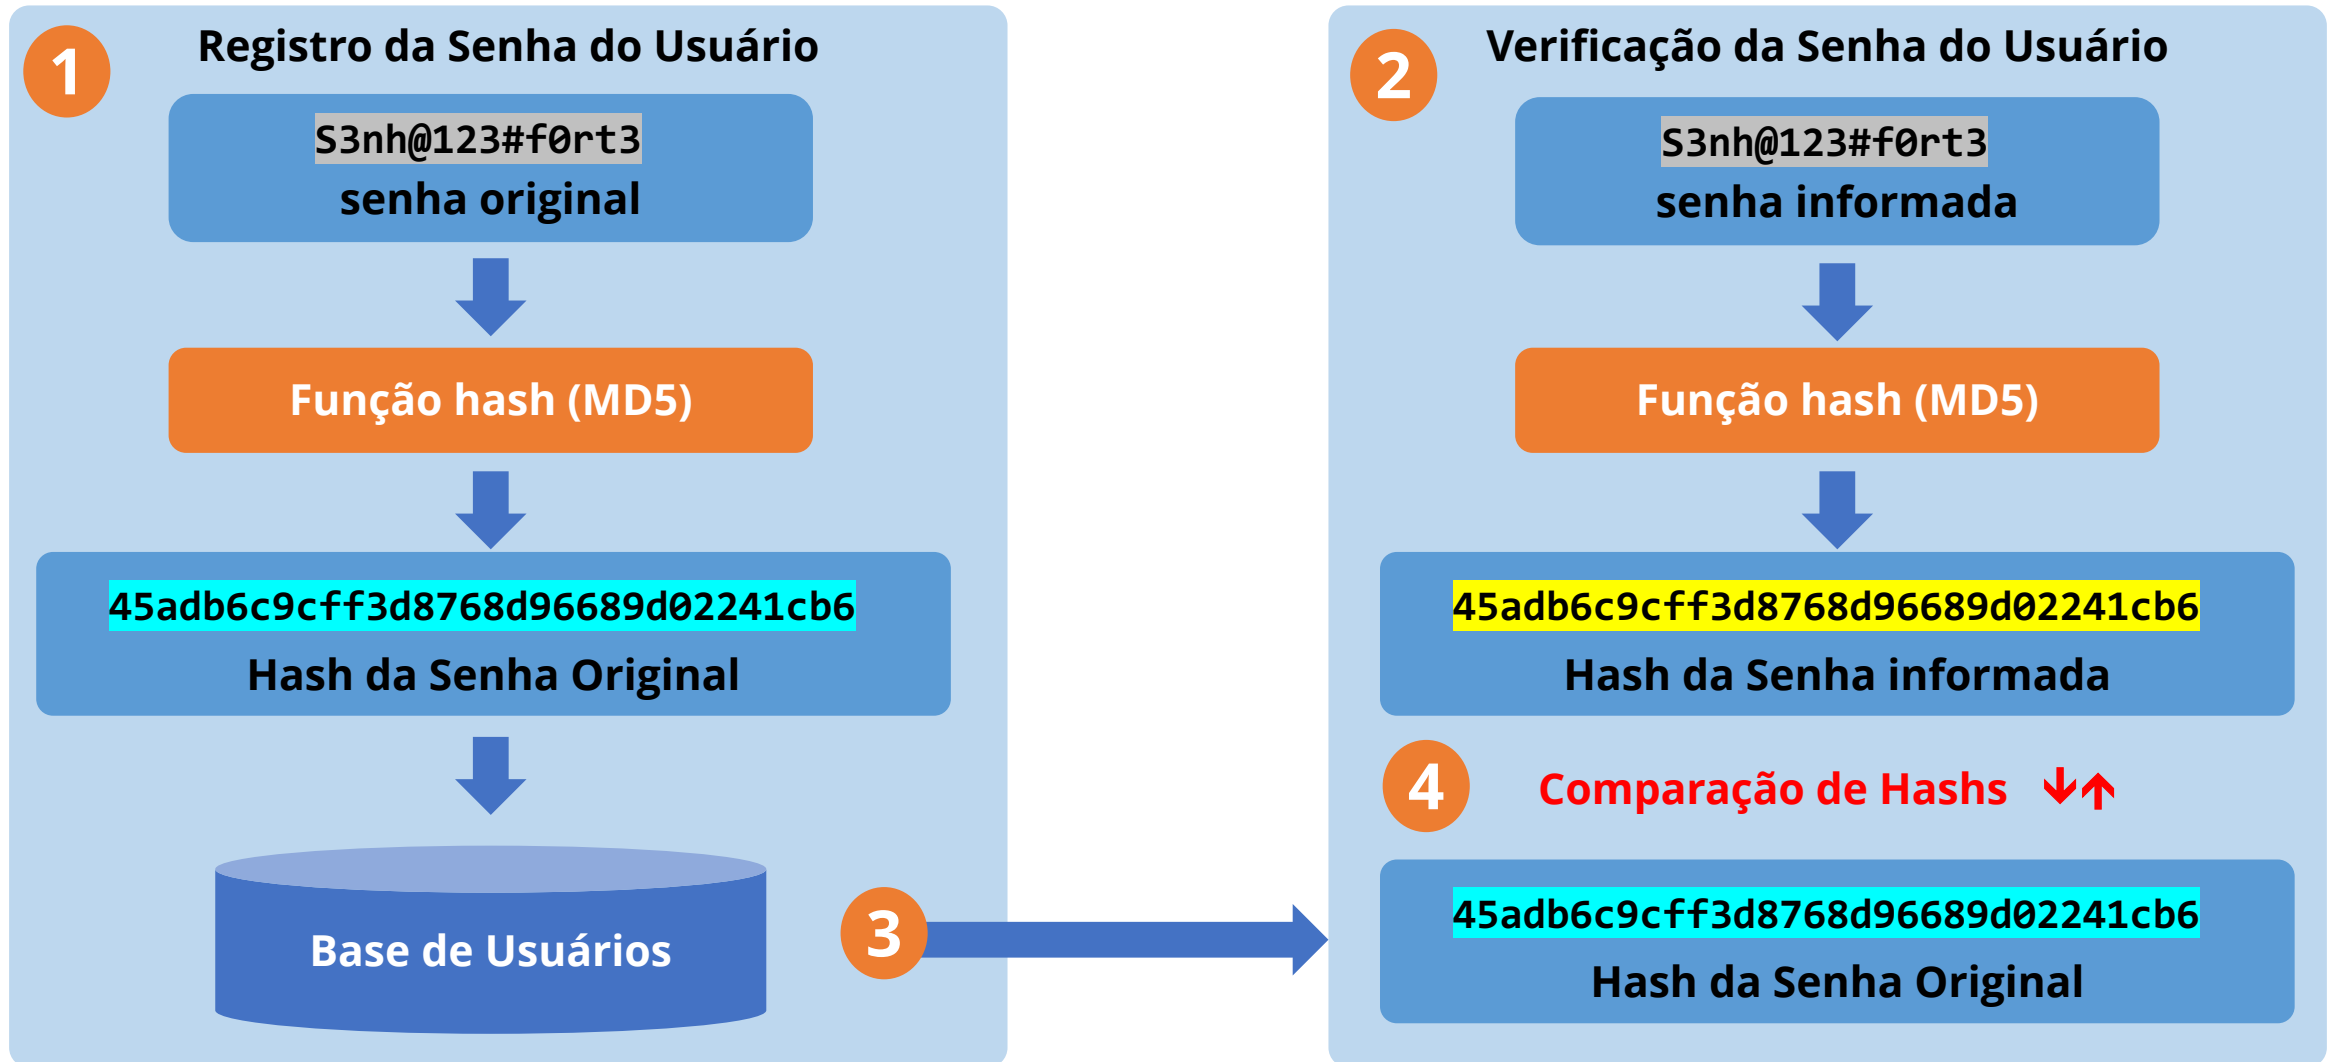 1
Registro da Senha do Usuário
S3nh@123#f0rt3
senha original
Função hash (MD5)
45adb6c9cff3d8768d96689d02241cb6
Hash da Senha Original
Base de Usuários
3
2
Verificação da Senha do Usuário
S3nh@123#f0rt3
senha informada
Função hash (MD5)
45adb6c9cff3d8768d96689d02241cb6
Hash da Senha informada
4
Comparação de Hashs ↓↑
45adb6c9cff3d8768d96689d02241cb6
Hash da Senha Original